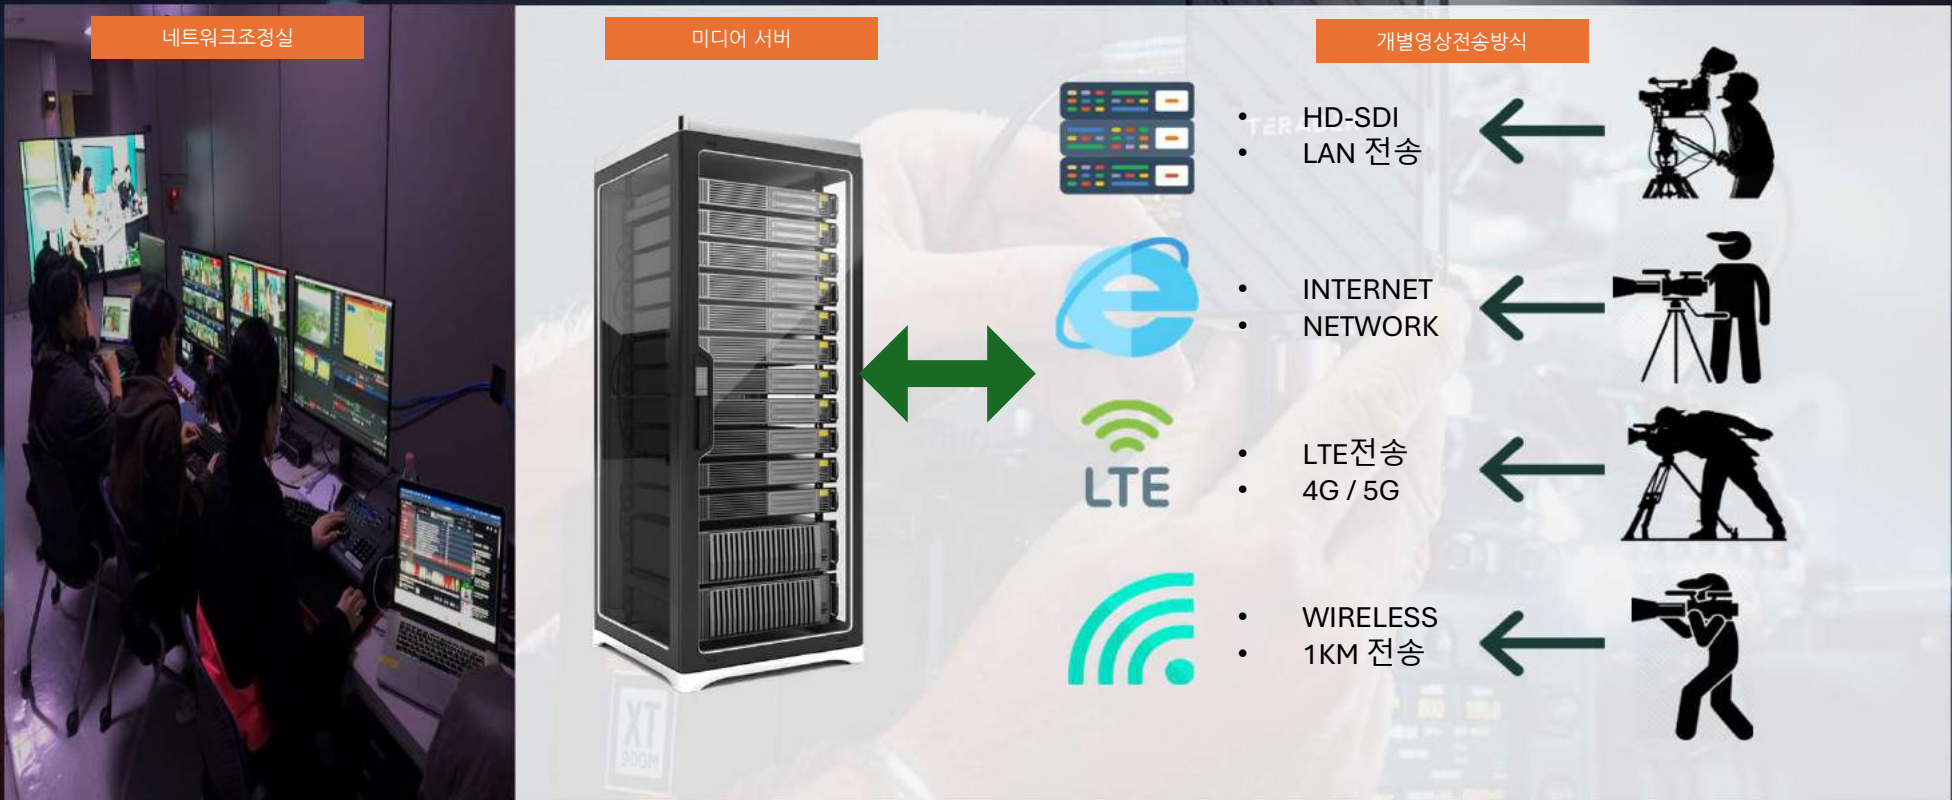 네트워크조정실
미디어 서버
개별영상전송방식
• HD-SDI
• LAN 전송
• INTERNET
• NETWORK
LTE
• LTE전송
• 4G / 5G
• WIRELESS
• 1KM 전송
XT
90GM